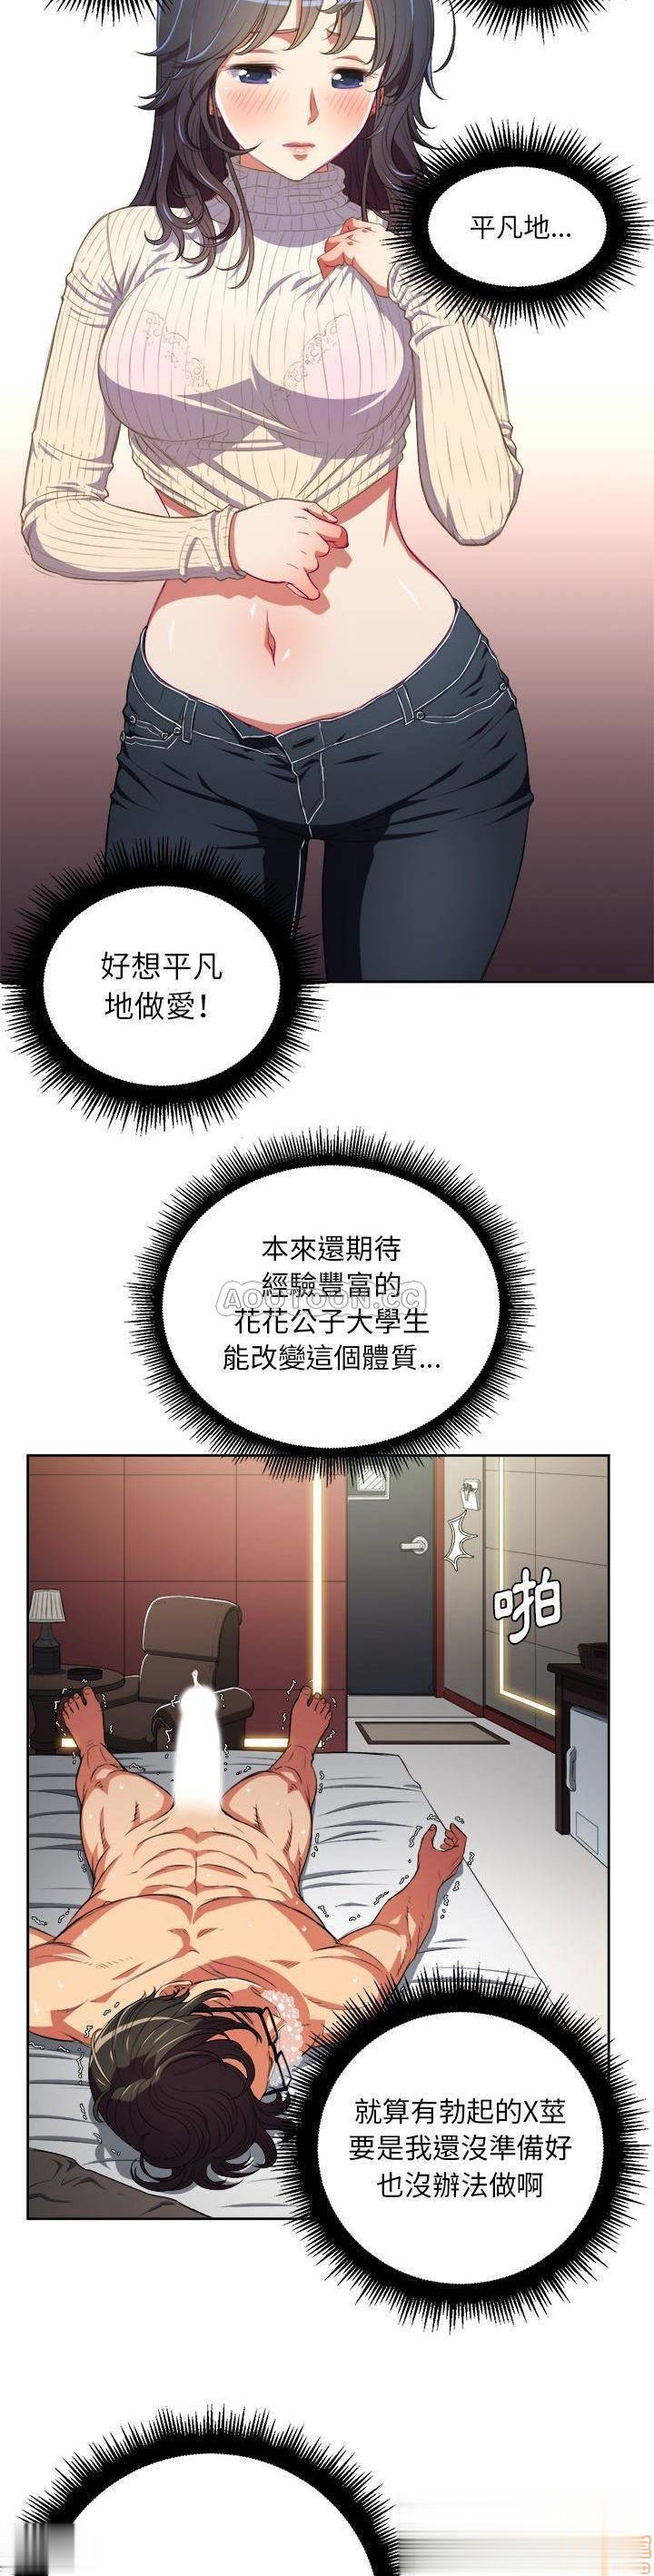 平凡地...
好想平凡
地做愛!
本來還期待
經驗豐富的
AOOTOON.CC
花花公子大學生
能改變這個體質...
啪
就算有勃起的X莖
要是我還沒準備好
也沒辦法做啊